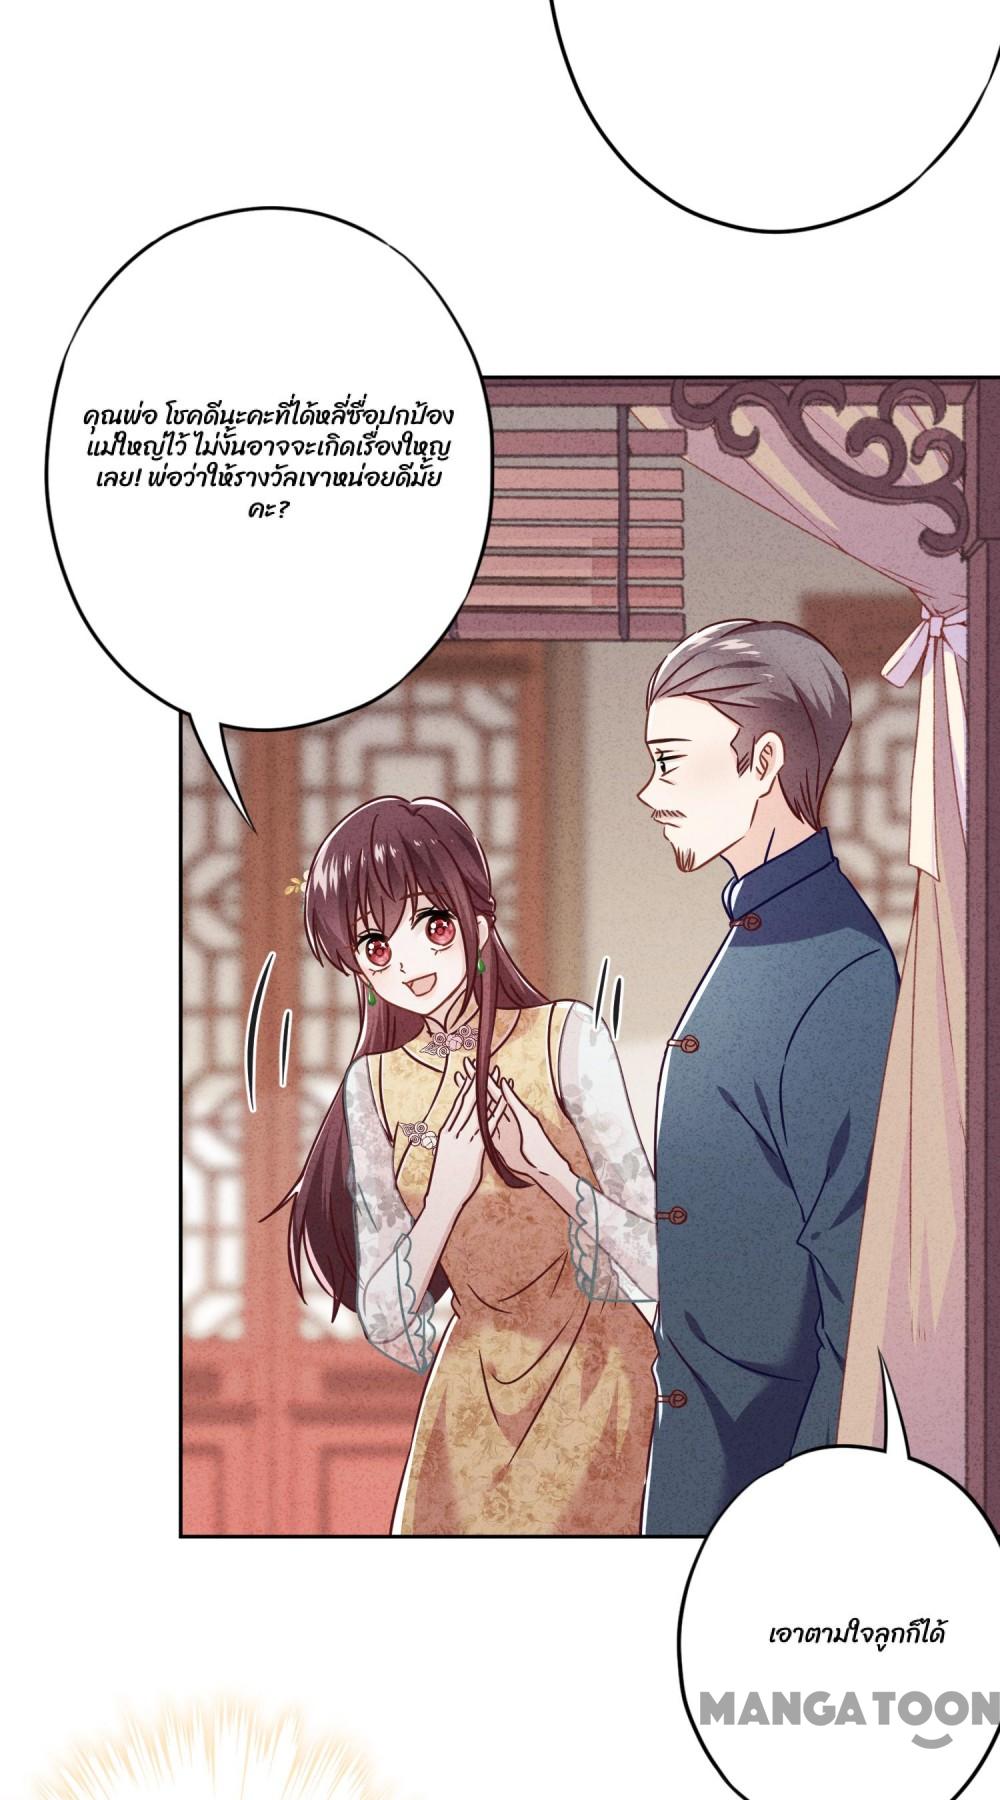 คุณพ่อ โชคดีนะคะที่ได้หลี่ซื่อปกป้อง
แม่ใหญ่ไว้ ไม่งั้นอาจจะเกิดเรื่องใหญ่
เลย! พ่อว่าให้รางวัลเขาหน่อยดีมั้ย
คะ?
เอาตามใจลูกก็ได้
MANGATOON